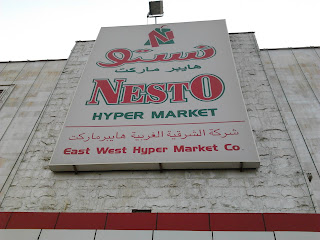 N
نستو
هايبر ماركت
NESTO
HYPER MARKET
شركة الشرقية الغربية هايبرماركت
East West Hyper Market Co.